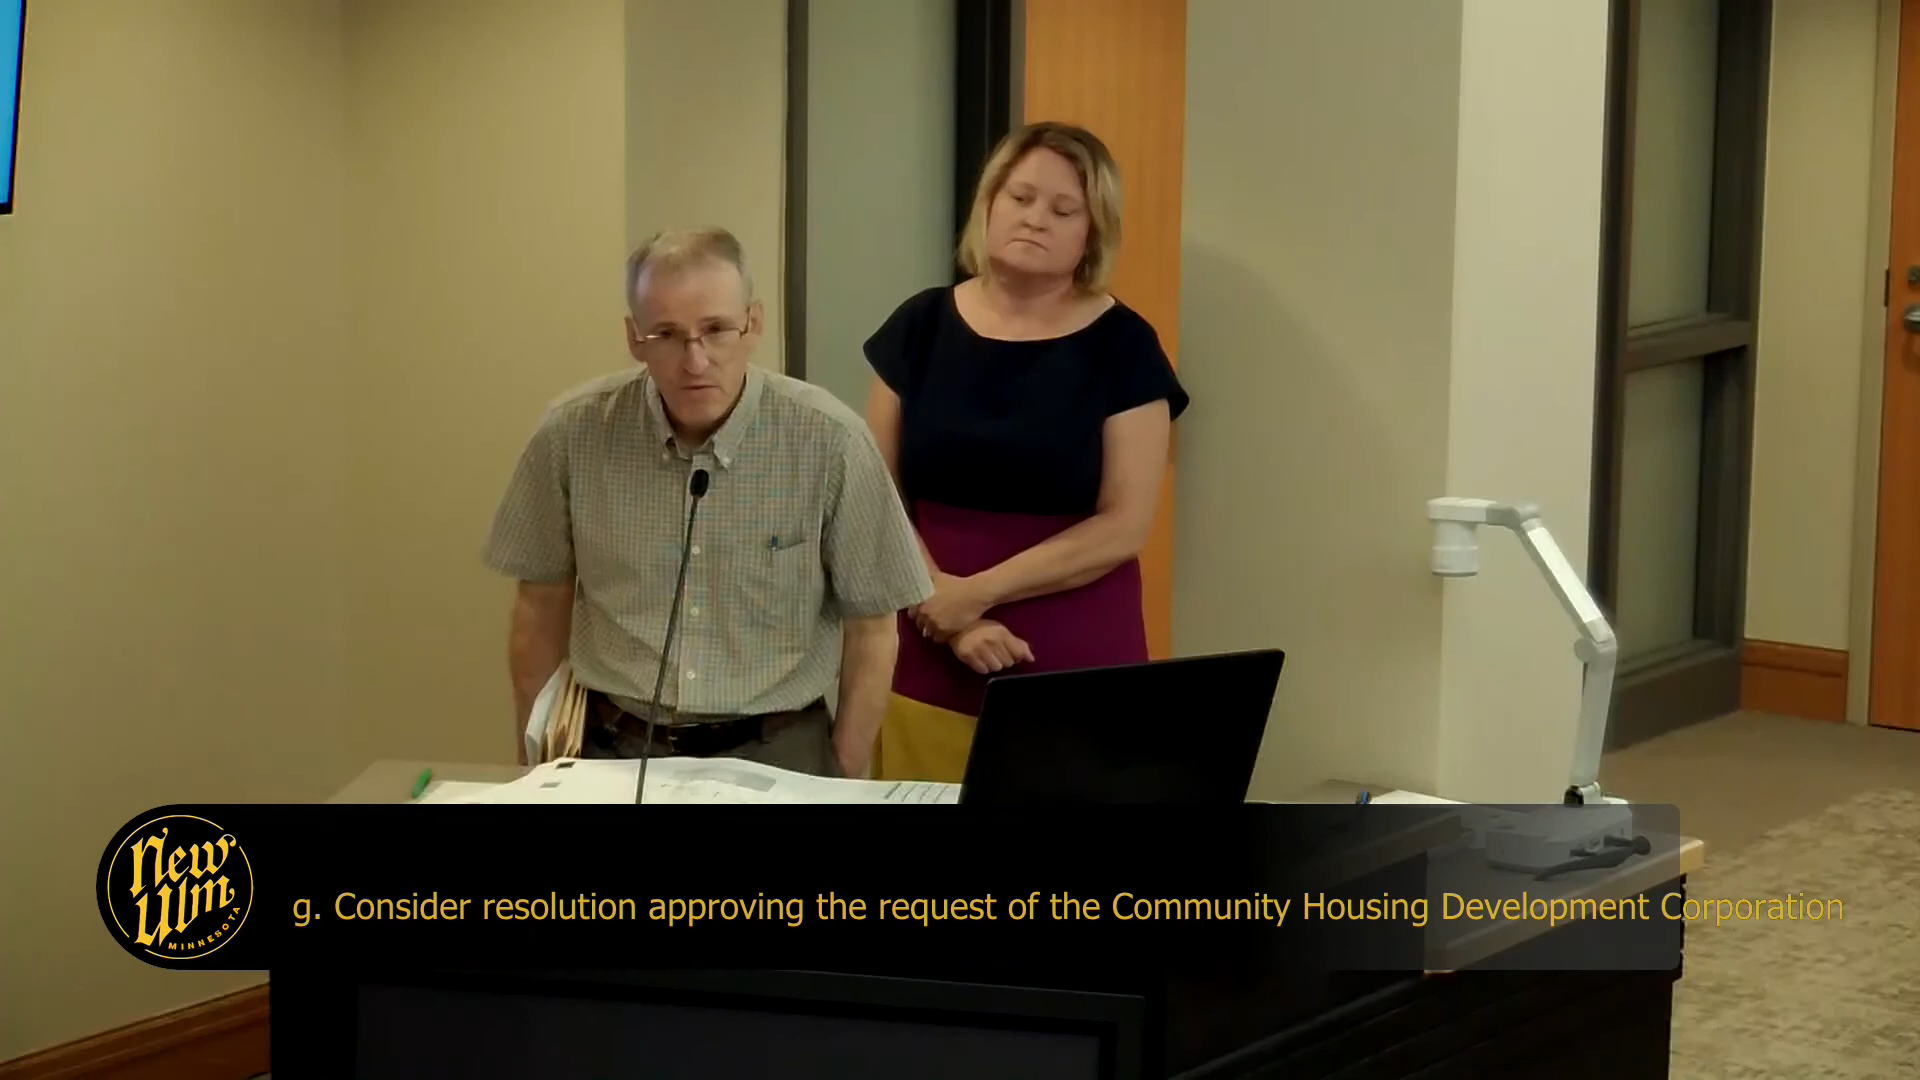 New
Ulm
MINNESOTA
g. Consider resolution approving the request of the Community Housing Development Corporation